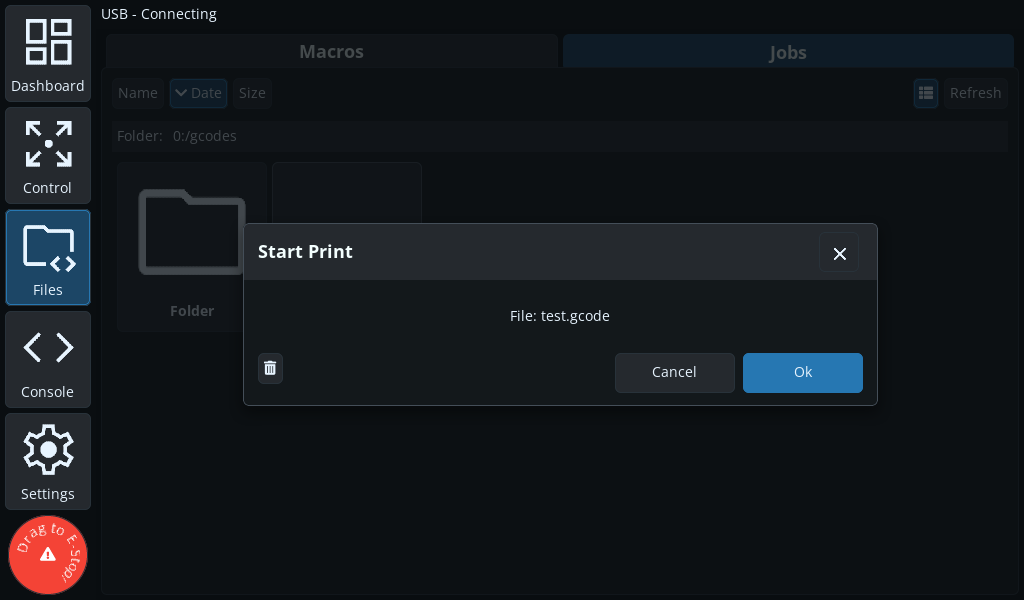 USB - Connecting
Dashboard
Control
Files
Console
Settings
Drag to E-Stop!
Macros
Jobs
Name
Date
Size
Refresh
Folder: 0:/gcodes
Folder
Start Print
File: test.gcode
Cancel
Ok